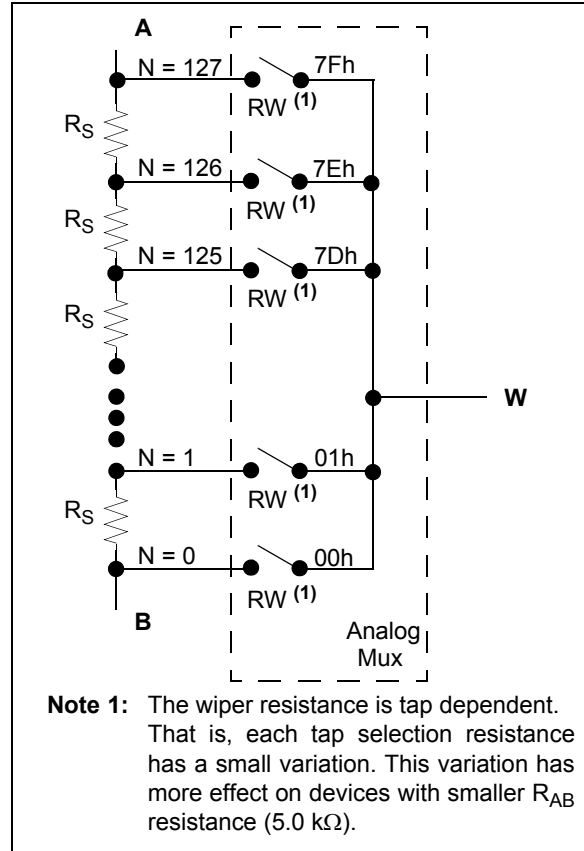 A
N = 127
7Fh
RW (1)
RS
N = 126
7Eh
RW (1)
RS
N = 125
7Dh
RW (1)
RS
W
N = 1
01h
RW (1)
RS
N = 0
00h
RW (1)
B
Analog
Mux
Note 1: The wiper resistance is tap dependent.
That is, each tap selection resistance
has a small variation. This variation has
more effect on devices with smaller RAB
resistance (5.0 kΩ).